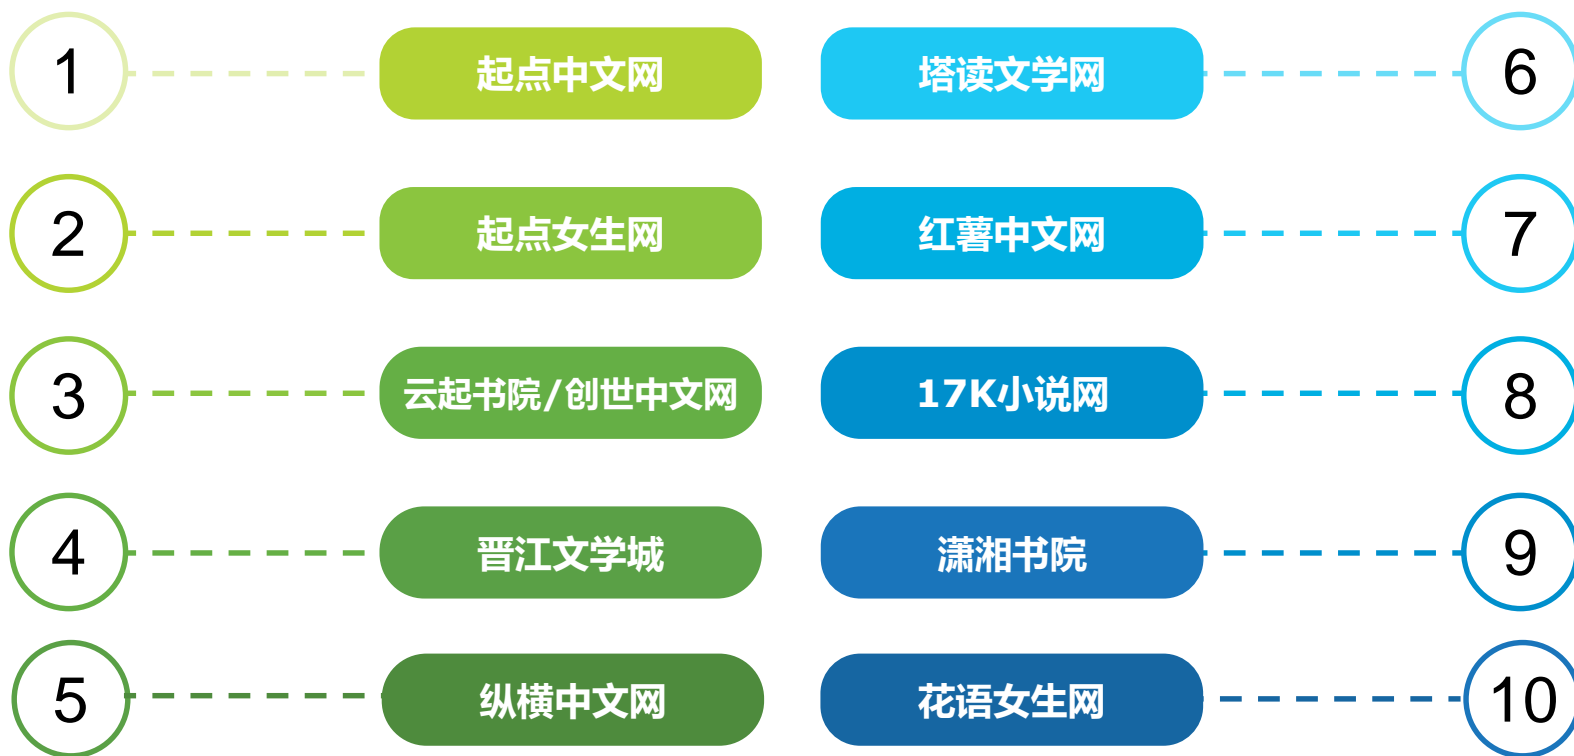 1
起点中文网
2
起点女生网
3
云起书院/创世中文网
4
晋江文学城
5
纵横中文网
塔读文学网
6
红薯中文网
7
17K小说网
8
潇湘书院
9
花语女生网
10